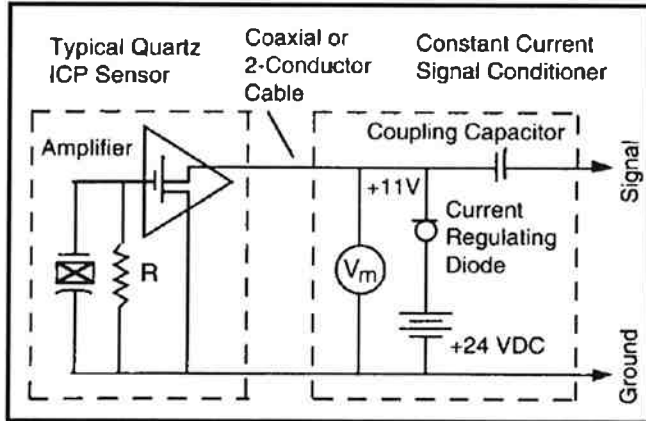 Typical Quartz
ICP Sensor
Coaxial or
2-Conductor
Cable
Constant Current
Signal Conditioner
Amplifier
R
Coupling Capacitor
+11V
Current
Regulating
Diode
Vm
+24 VDC
Signal
Ground